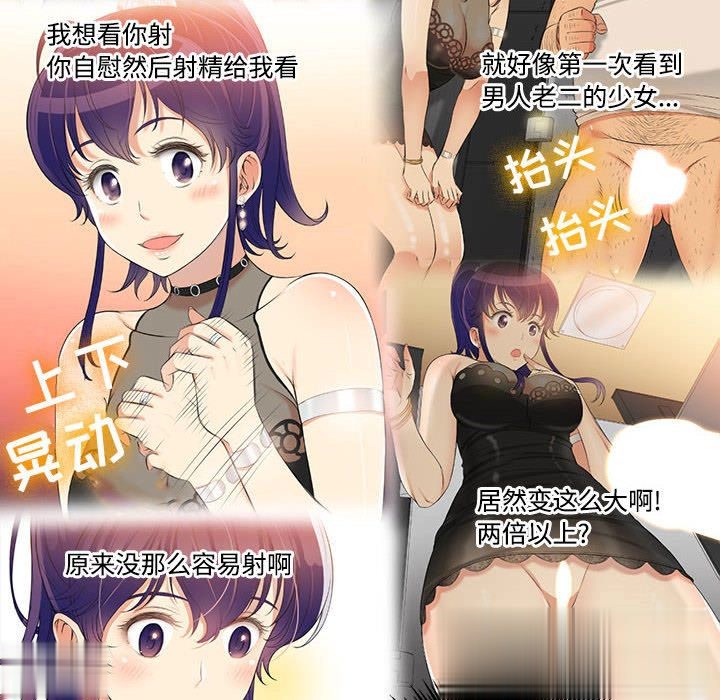 我想看你射
你自慰然后射精给我看
就好像第一次看到
男人老二的少女...
抬头
抬头
上下
晃动
居然变这么大啊!
两倍以上?
原来没那么容易射啊